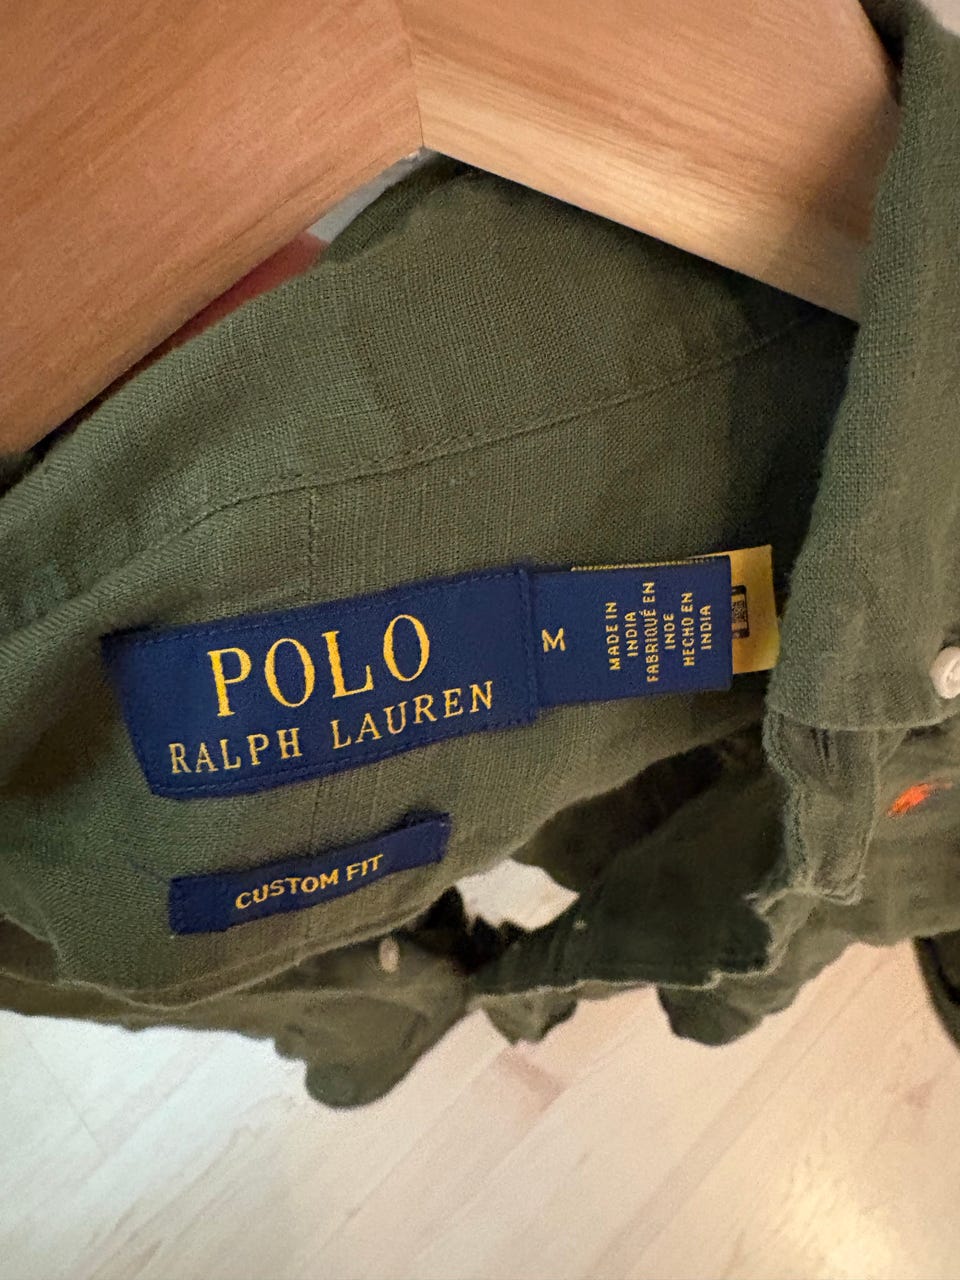 POLO
RALPH LAUREN
M
MADE IN
INDIA
FABRIQUÉ EN
INDE
HECHO EN
INDIA
CUSTOM FIT